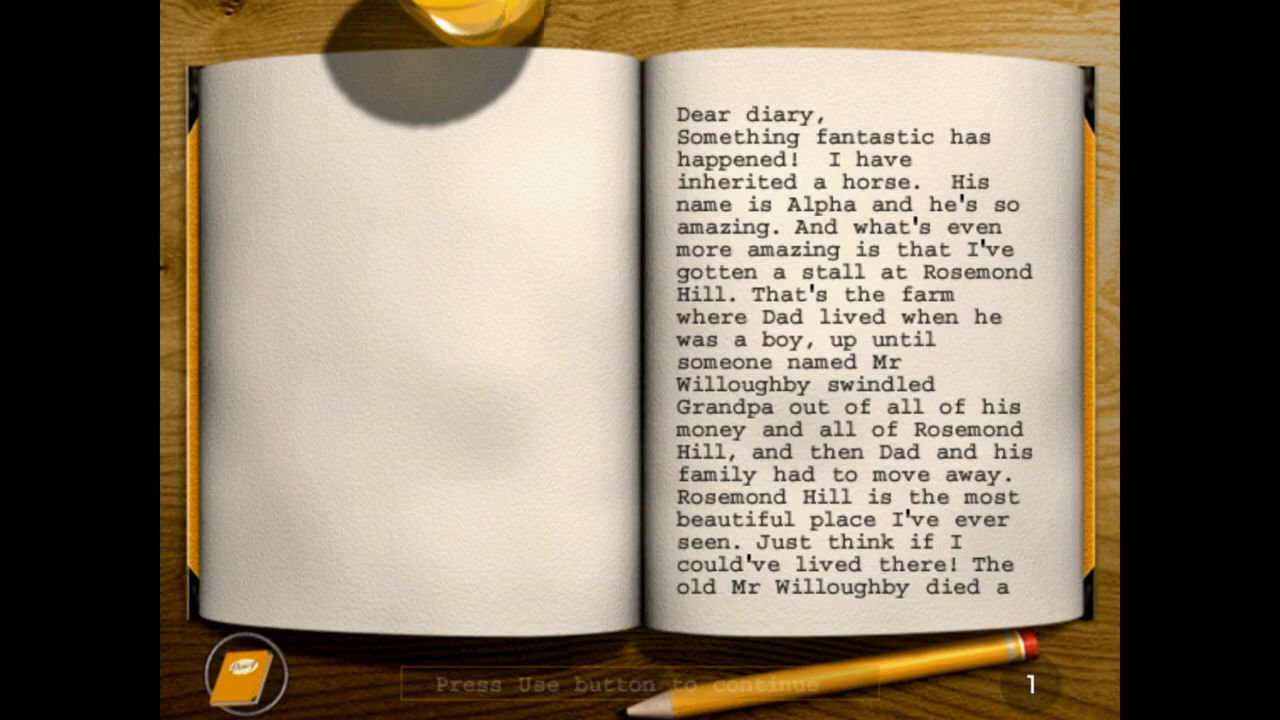 Dear diary,
Something fantastic has
happened!  I have
inherited a horse.  His
name is Alpha and he's so
amazing. And what's even
more amazing is that I've
gotten a stall at Rosemond
Hill. That's the farm
where Dad lived when he
was a boy, up until
someone named Mr
Willoughby swindled
Grandpa out of all of his
money and all of Rosemond
Hill, and then Dad and his
family had to move away.
Rosemond Hill is the most
beautiful place I've ever
seen. Just think if I
could've lived there! The
old Mr Willoughby died a
Diary
Press Use button to continue
1